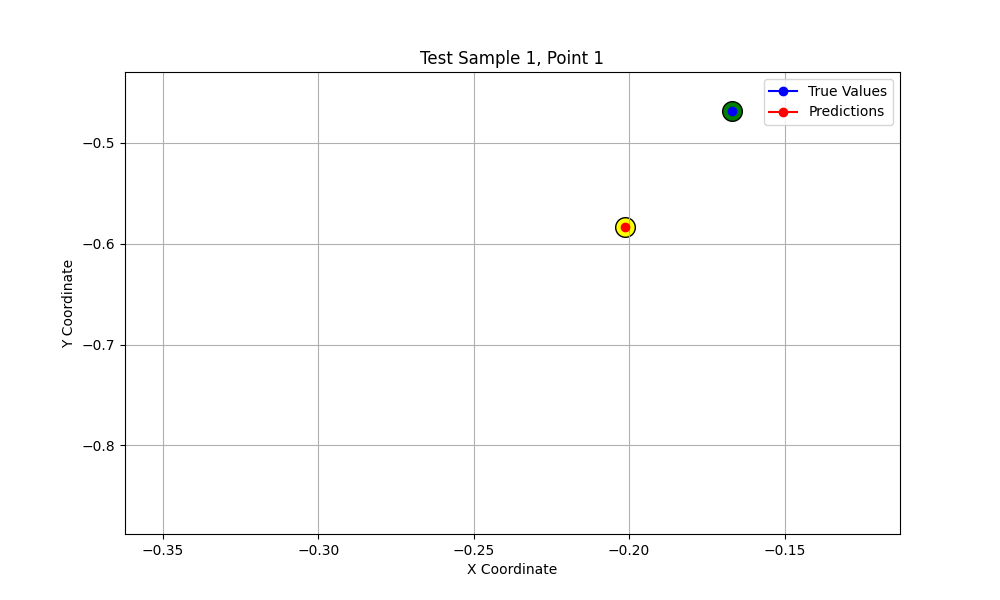 Test Sample 1, Point 1
True Values
Predictions
−0.5
−0.6
−0.7
−0.8
Y Coordinate
−0.35
−0.30
−0.25
−0.20
−0.15
X Coordinate